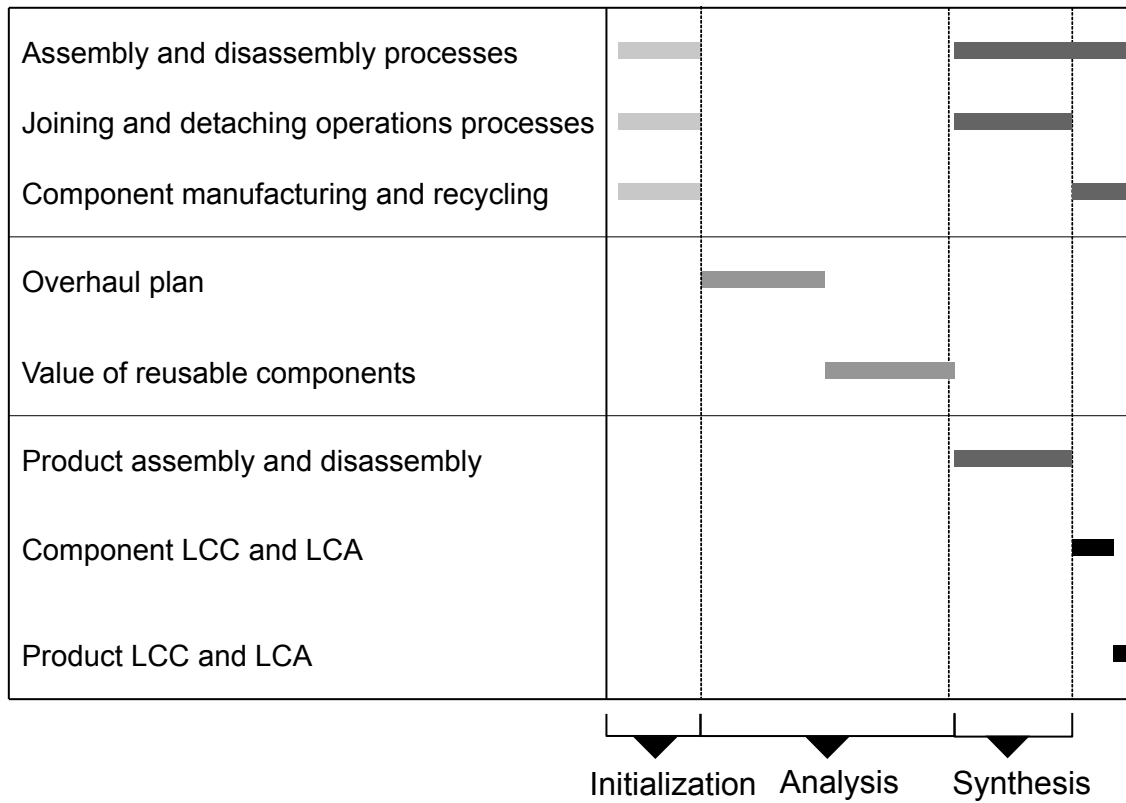 Assembly and disassembly processes
Joining and detaching operations processes
Component manufacturing and recycling
Overhaul plan
Value of reusable components
Product assembly and disassembly
Component LCC and LCA
Product LCC and LCA
Initialization Analysis Synthesis